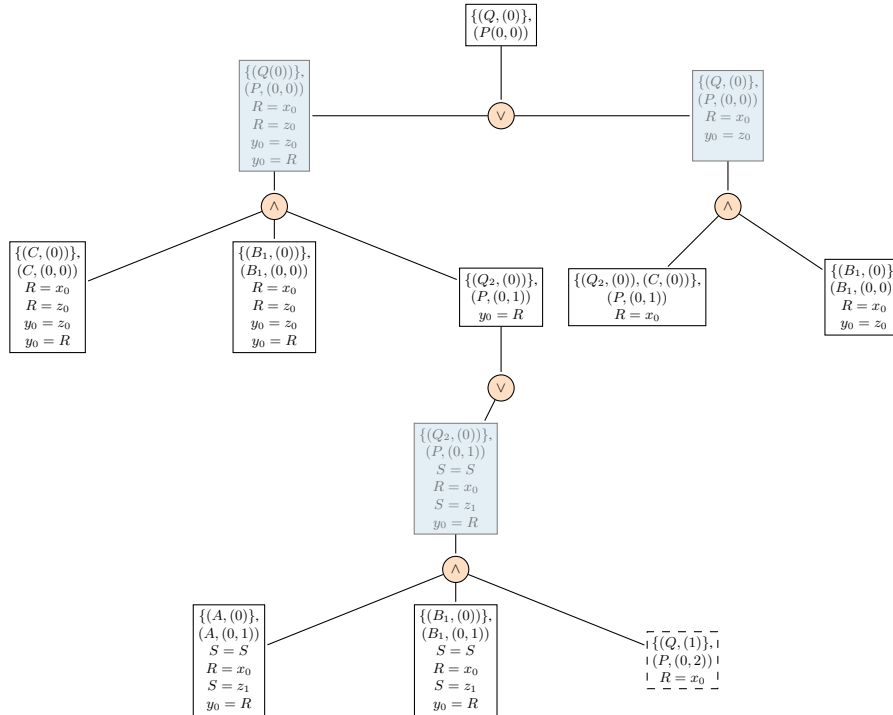 {(Q, (0)},
(P(0, 0))
{(Q(0))},
(P, (0, 0))
R = x₀
R = z₀
y₀ = z₀
y₀ = R
{(Q, (0)},
(P, (0, 0))
R = x₀
y₀ = z₀
∨
∧
∧
{(C, (0))},
(C, (0, 0))
R = x₀
R = z₀
y₀ = z₀
y₀ = R
{(B₁, (0))},
(B₁, (0, 0))
R = x₀
R = z₀
y₀ = z₀
y₀ = R
{(Q₂, (0))},
(P, (0, 1))
y₀ = R
{(Q₂, (0)), (C, (0))},
(P, (0, 1))
R = x₀
{(B₁, (0)}
(B₁, (0, 0)
R = x₀
y₀ = z₀
∨
{(Q₂, (0))},
(P, (0, 1))
S = S
R = x₀
S = z₁
y₀ = R
∧
{(A, (0)},
(A, (0, 1))
S = S
R = x₀
S = z₁
y₀ = R
{(B₁, (0))},
(B₁, (0, 1))
S = S
R = x₀
S = z₁
y₀ = R
{(Q, (1)},
(P, (0, 2))
R = x₀